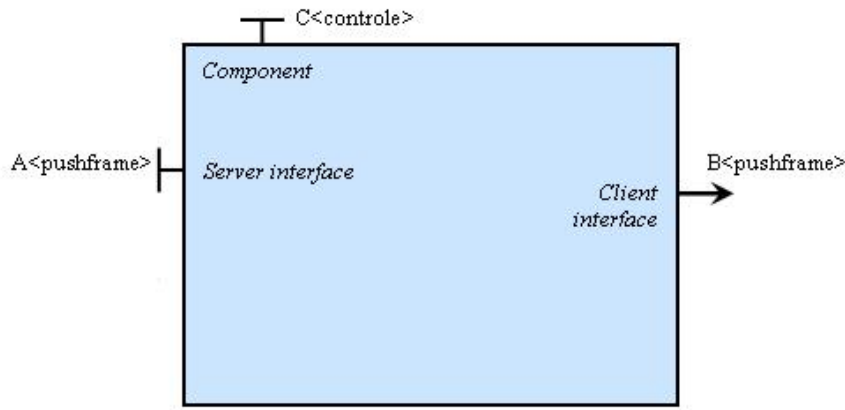 C<controle>
Component
A<pushframe>
Server interface
B<pushframe>
Client
interface